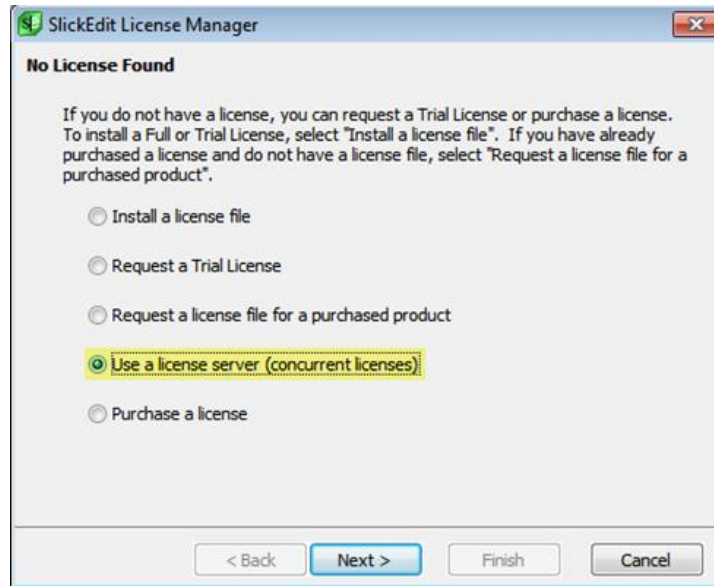 SlickEdit License Manager
No License Found
If you do not have a license, you can request a Trial License or purchase a license.
To install a Full or Trial License, select "Install a license file".  If you have already
purchased a license and do not have a license file, select "Request a license file for a
purchased product".
Install a license file
Request a Trial License
Request a license file for a purchased product
Use a license server (concurrent licenses)
Purchase a license
< Back
Next >
Finish
Cancel